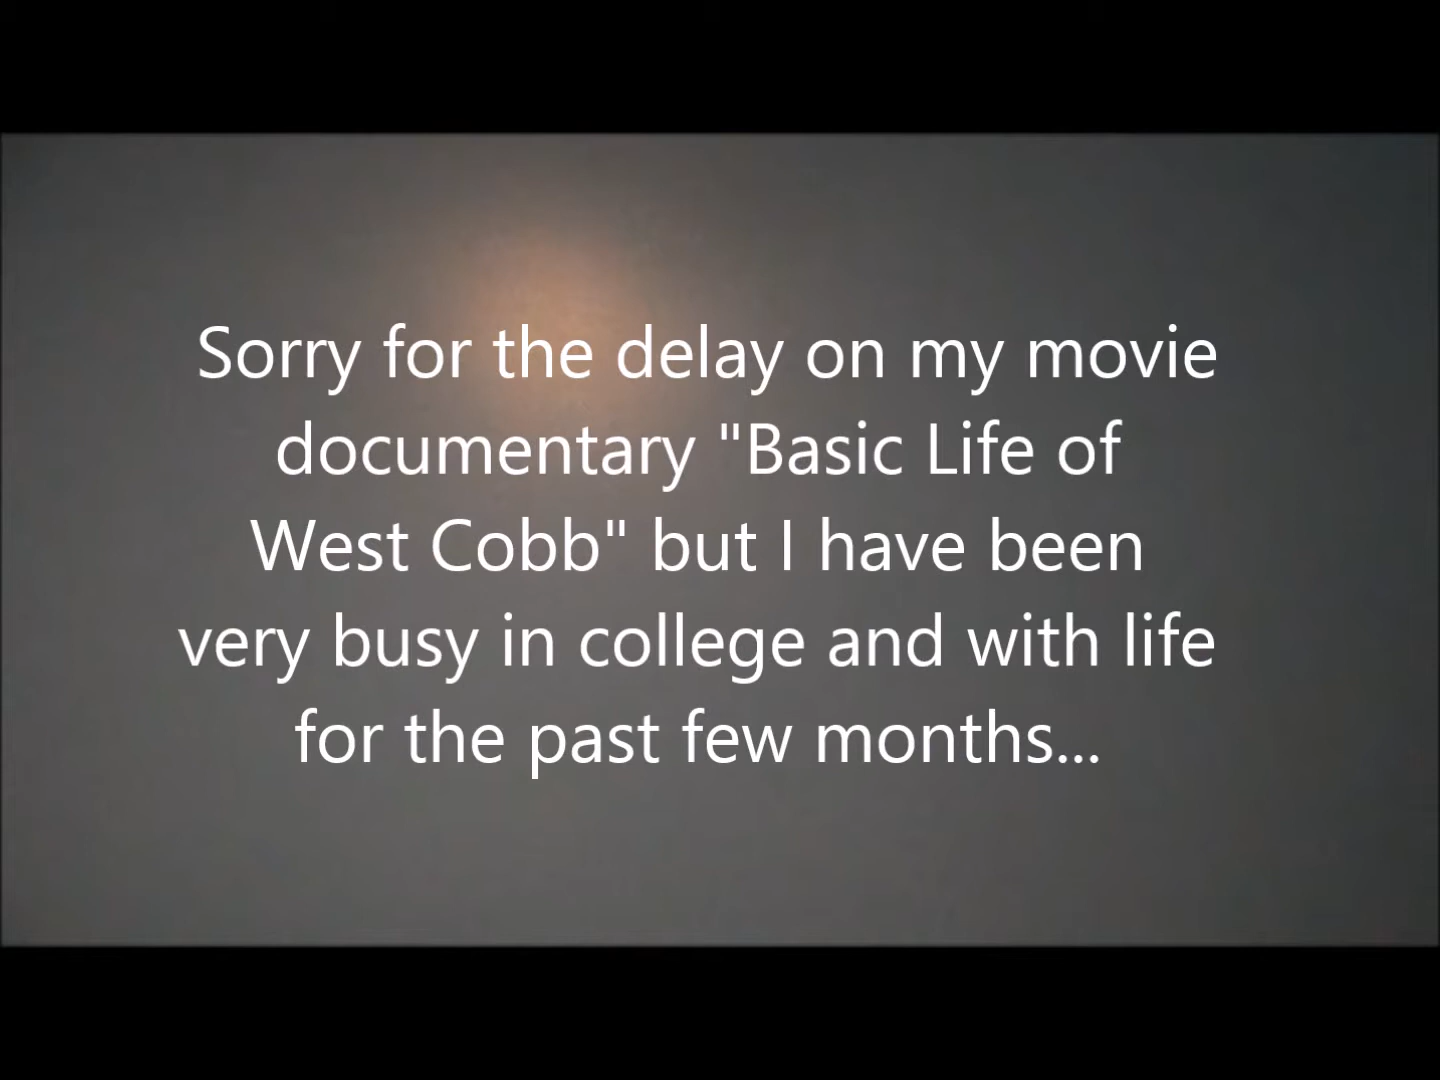 Sorry for the delay on my movie
documentary "Basic Life of
West Cobb" but I have been
very busy in college and with life
for the past few months...